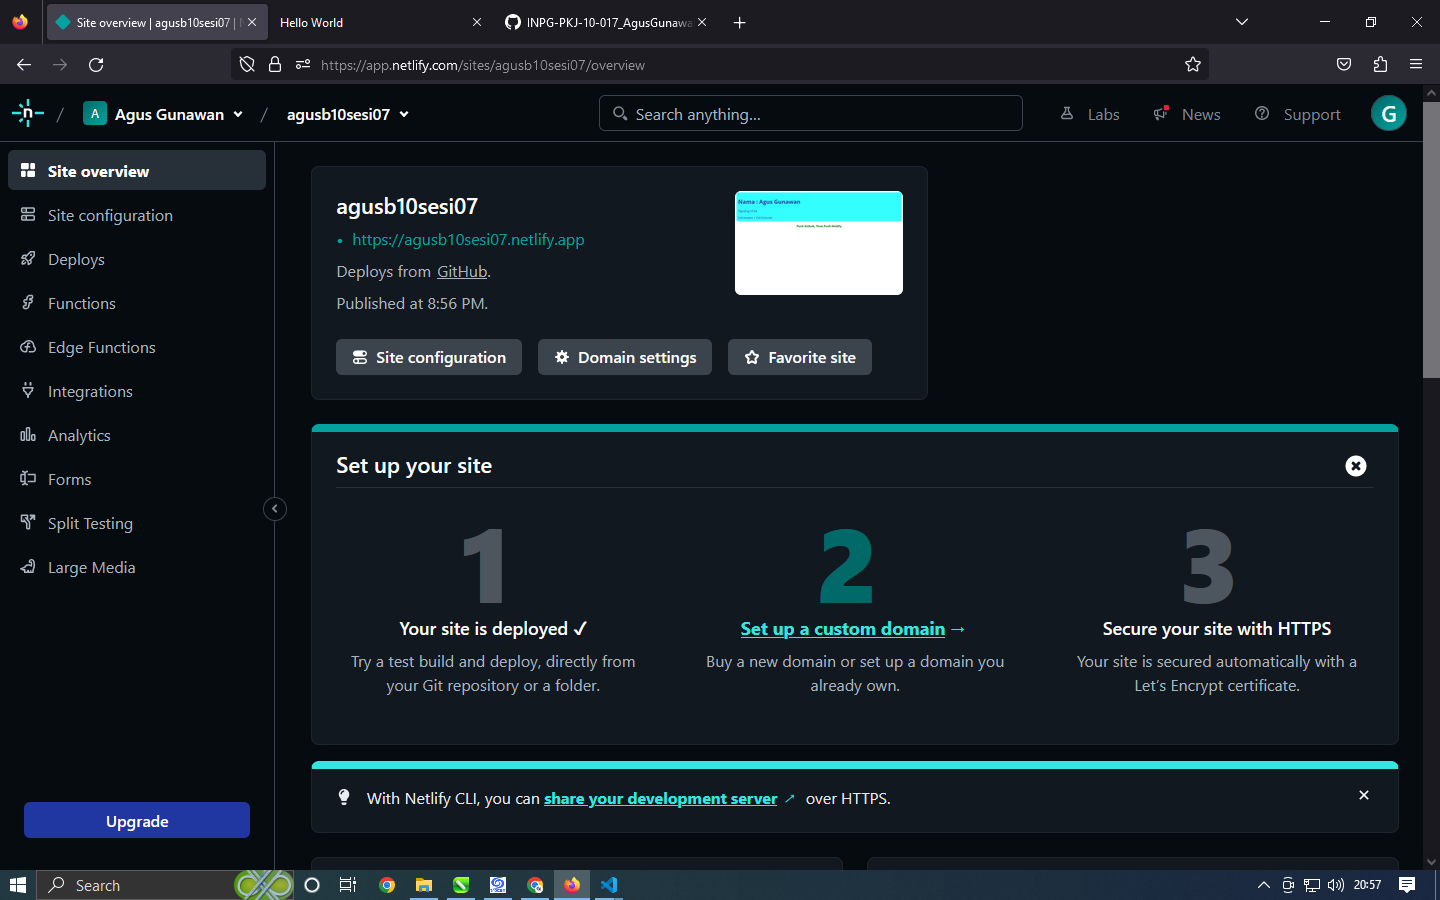 Site overview | agusb10sesi07 |
Hello World
INPG-PKJ-10-017_AgusGunawa
https://app.netlify.com/sites/agusb10sesi07/overview
n / A Agus Gunawan / agusb10sesi07
Search anything...
Labs
News
Support
G
Site overview
Site configuration
Deploys
Functions
Edge Functions
Integrations
Analytics
Forms
Split Testing
Large Media
Upgrade
agusb10sesi07
• https://agusb10sesi07.netlify.app
Deploys from GitHub.
Published at 8:56 PM.
Nama : Agus Gunawan
Site configuration
Domain settings
Favorite site
Set up your site
1
Your site is deployed ✓
Try a test build and deploy, directly from
your Git repository or a folder.
2
Set up a custom domain →
Buy a new domain or set up a domain you
already own.
3
Secure your site with HTTPS
Your site is secured automatically with a
Let’s Encrypt certificate.
With Netlify CLI, you can share your development server ↗ over HTTPS.
Search
20:57